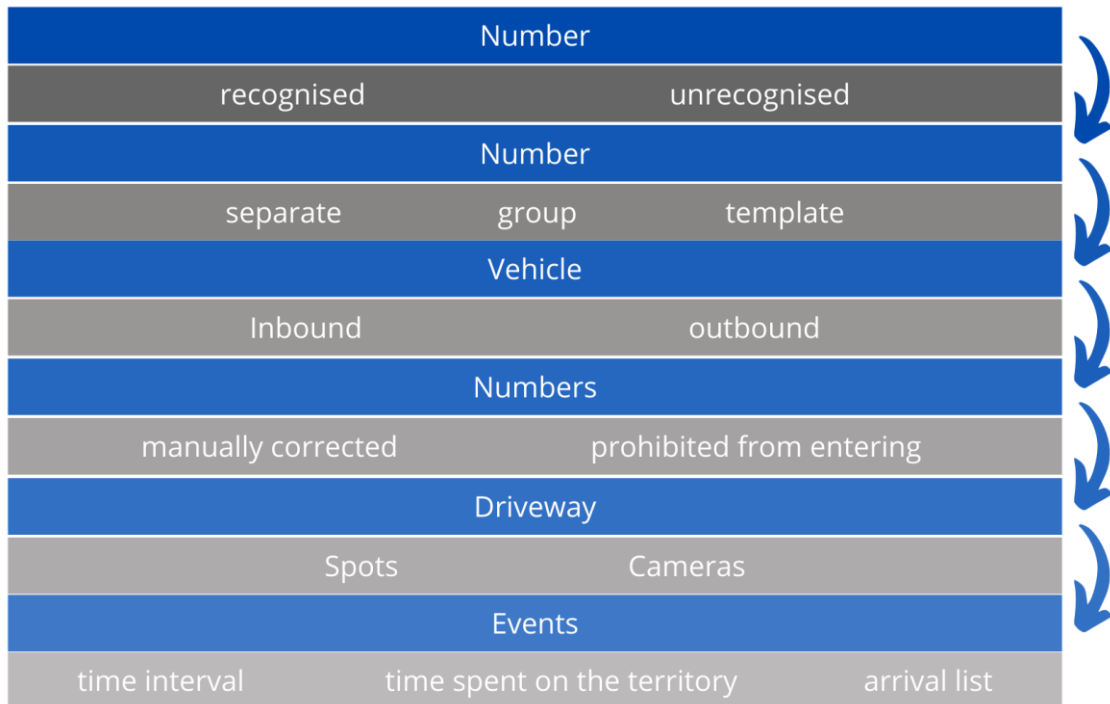 Number
recognised unrecognised
Number
separate group template
Vehicle
Inbound outbound
Numbers
manually corrected prohibited from entering
Driveway
Spots Cameras
Events
time interval time spent on the territory arrival list